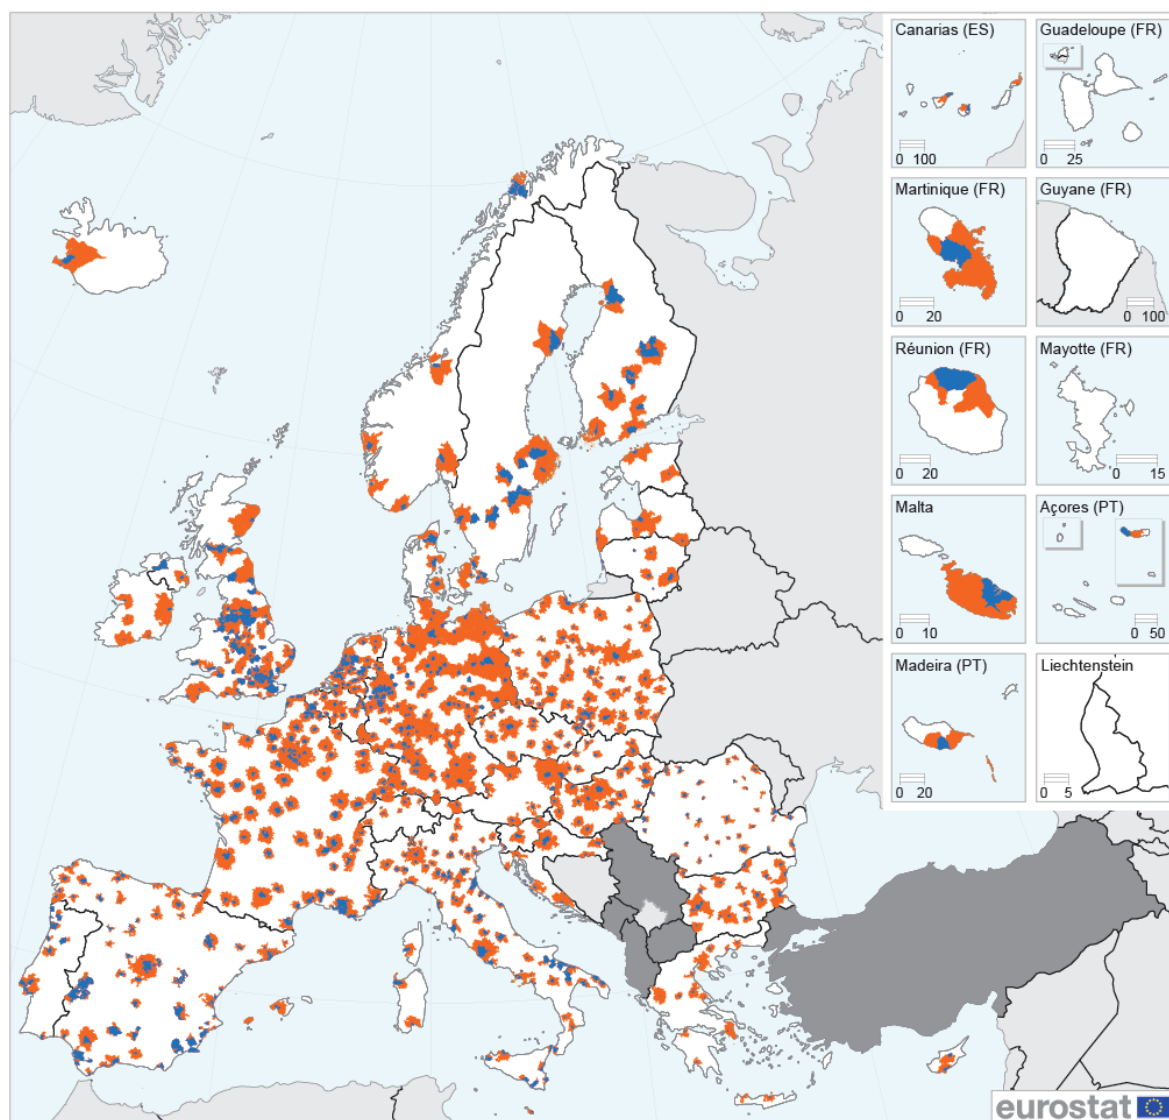 Canarias (ES)
0 100
Guadeloupe (FR)
0 25
Martinique (FR)
0 20
Guyane (FR)
0 100
Réunion (FR)
0 20
Mayotte (FR)
0 15
Malta
0 10
Açores (PT)
0 50
Madeira (PT)
0 20
Liechtenstein
0 5
eurostat